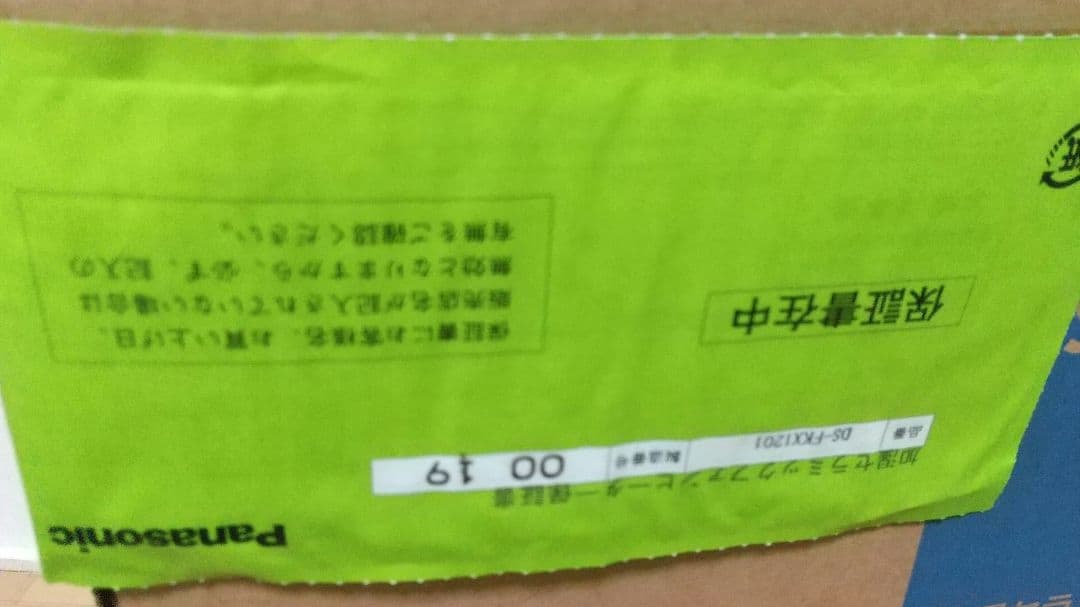 Panasonic
加湿セラミックファンヒーター保証書
品番 DS-FKX1201 製造番号 00 19
保証書在中
保証書にお客様名、お買い上げ日、
販売店名が記入されていない場合は
無効となりますから、必ず、記入の
有無をご確認ください。